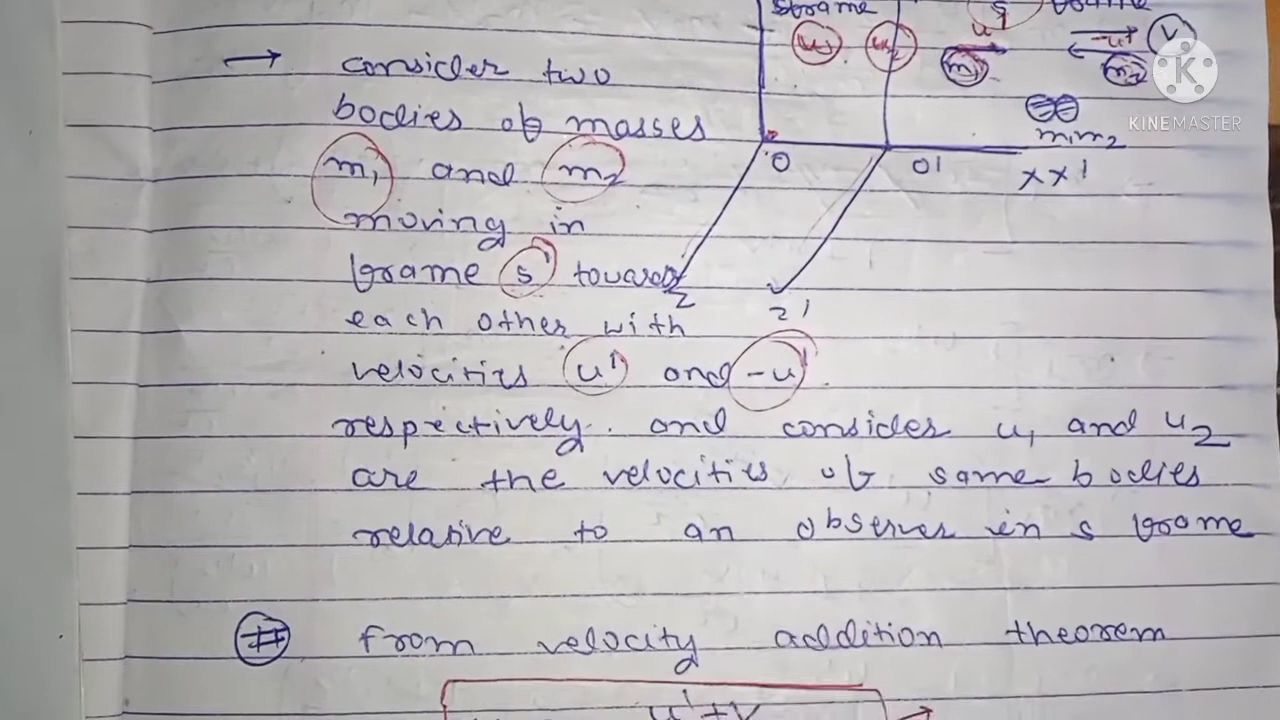 frame
S'
u1 u2 u' -u' V
m1 m2
→ consider two
bodies of masses
m1 m2
m1 and m2
O O' X X'
moving in
frame s' towards
Z Z'
each other with
velocities u' and -u'
respectively. and consider u1 and u2
are the velocities of same bodies
relative to an observer in s frame
# From velocity addition theorem
u'+v
KINEMASTER